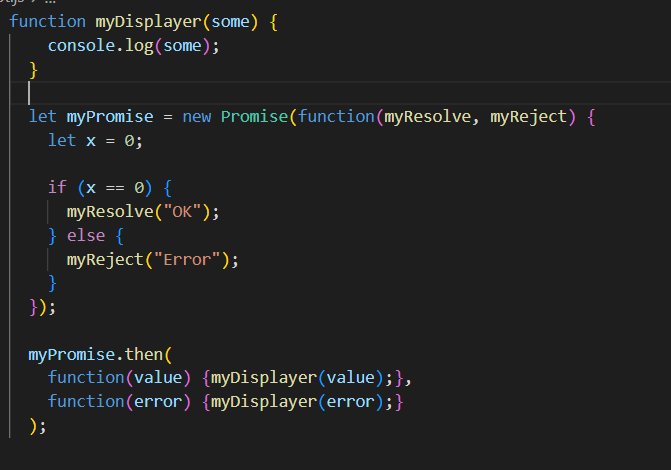 function myDisplayer(some) {
console.log(some);
}
let myPromise = new Promise(function(myResolve, myReject) {
let x = 0;
if (x == 0) {
myResolve("OK");
} else {
myReject("Error");
}
});
myPromise.then(
function(value) {myDisplayer(value);},
function(error) {myDisplayer(error);}
);